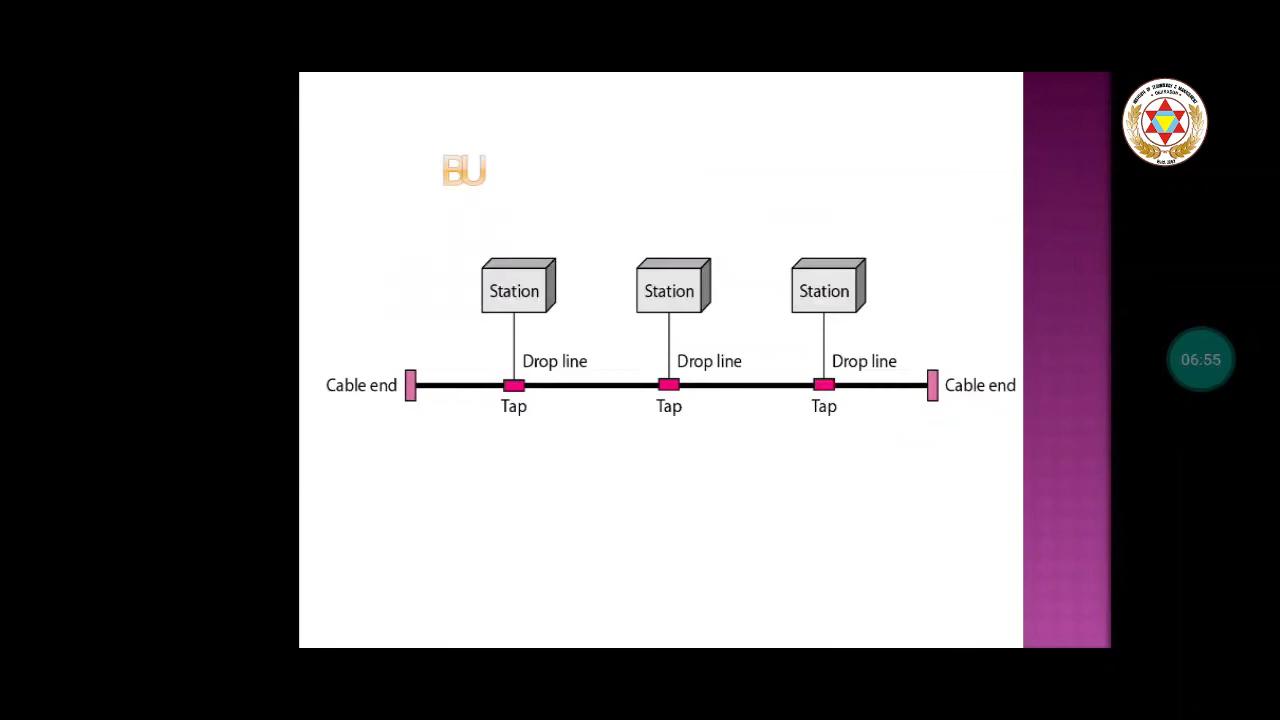 BU
Station Station Station
Drop line Drop line Drop line
Cable end Cable end
Tap Tap Tap
06:55